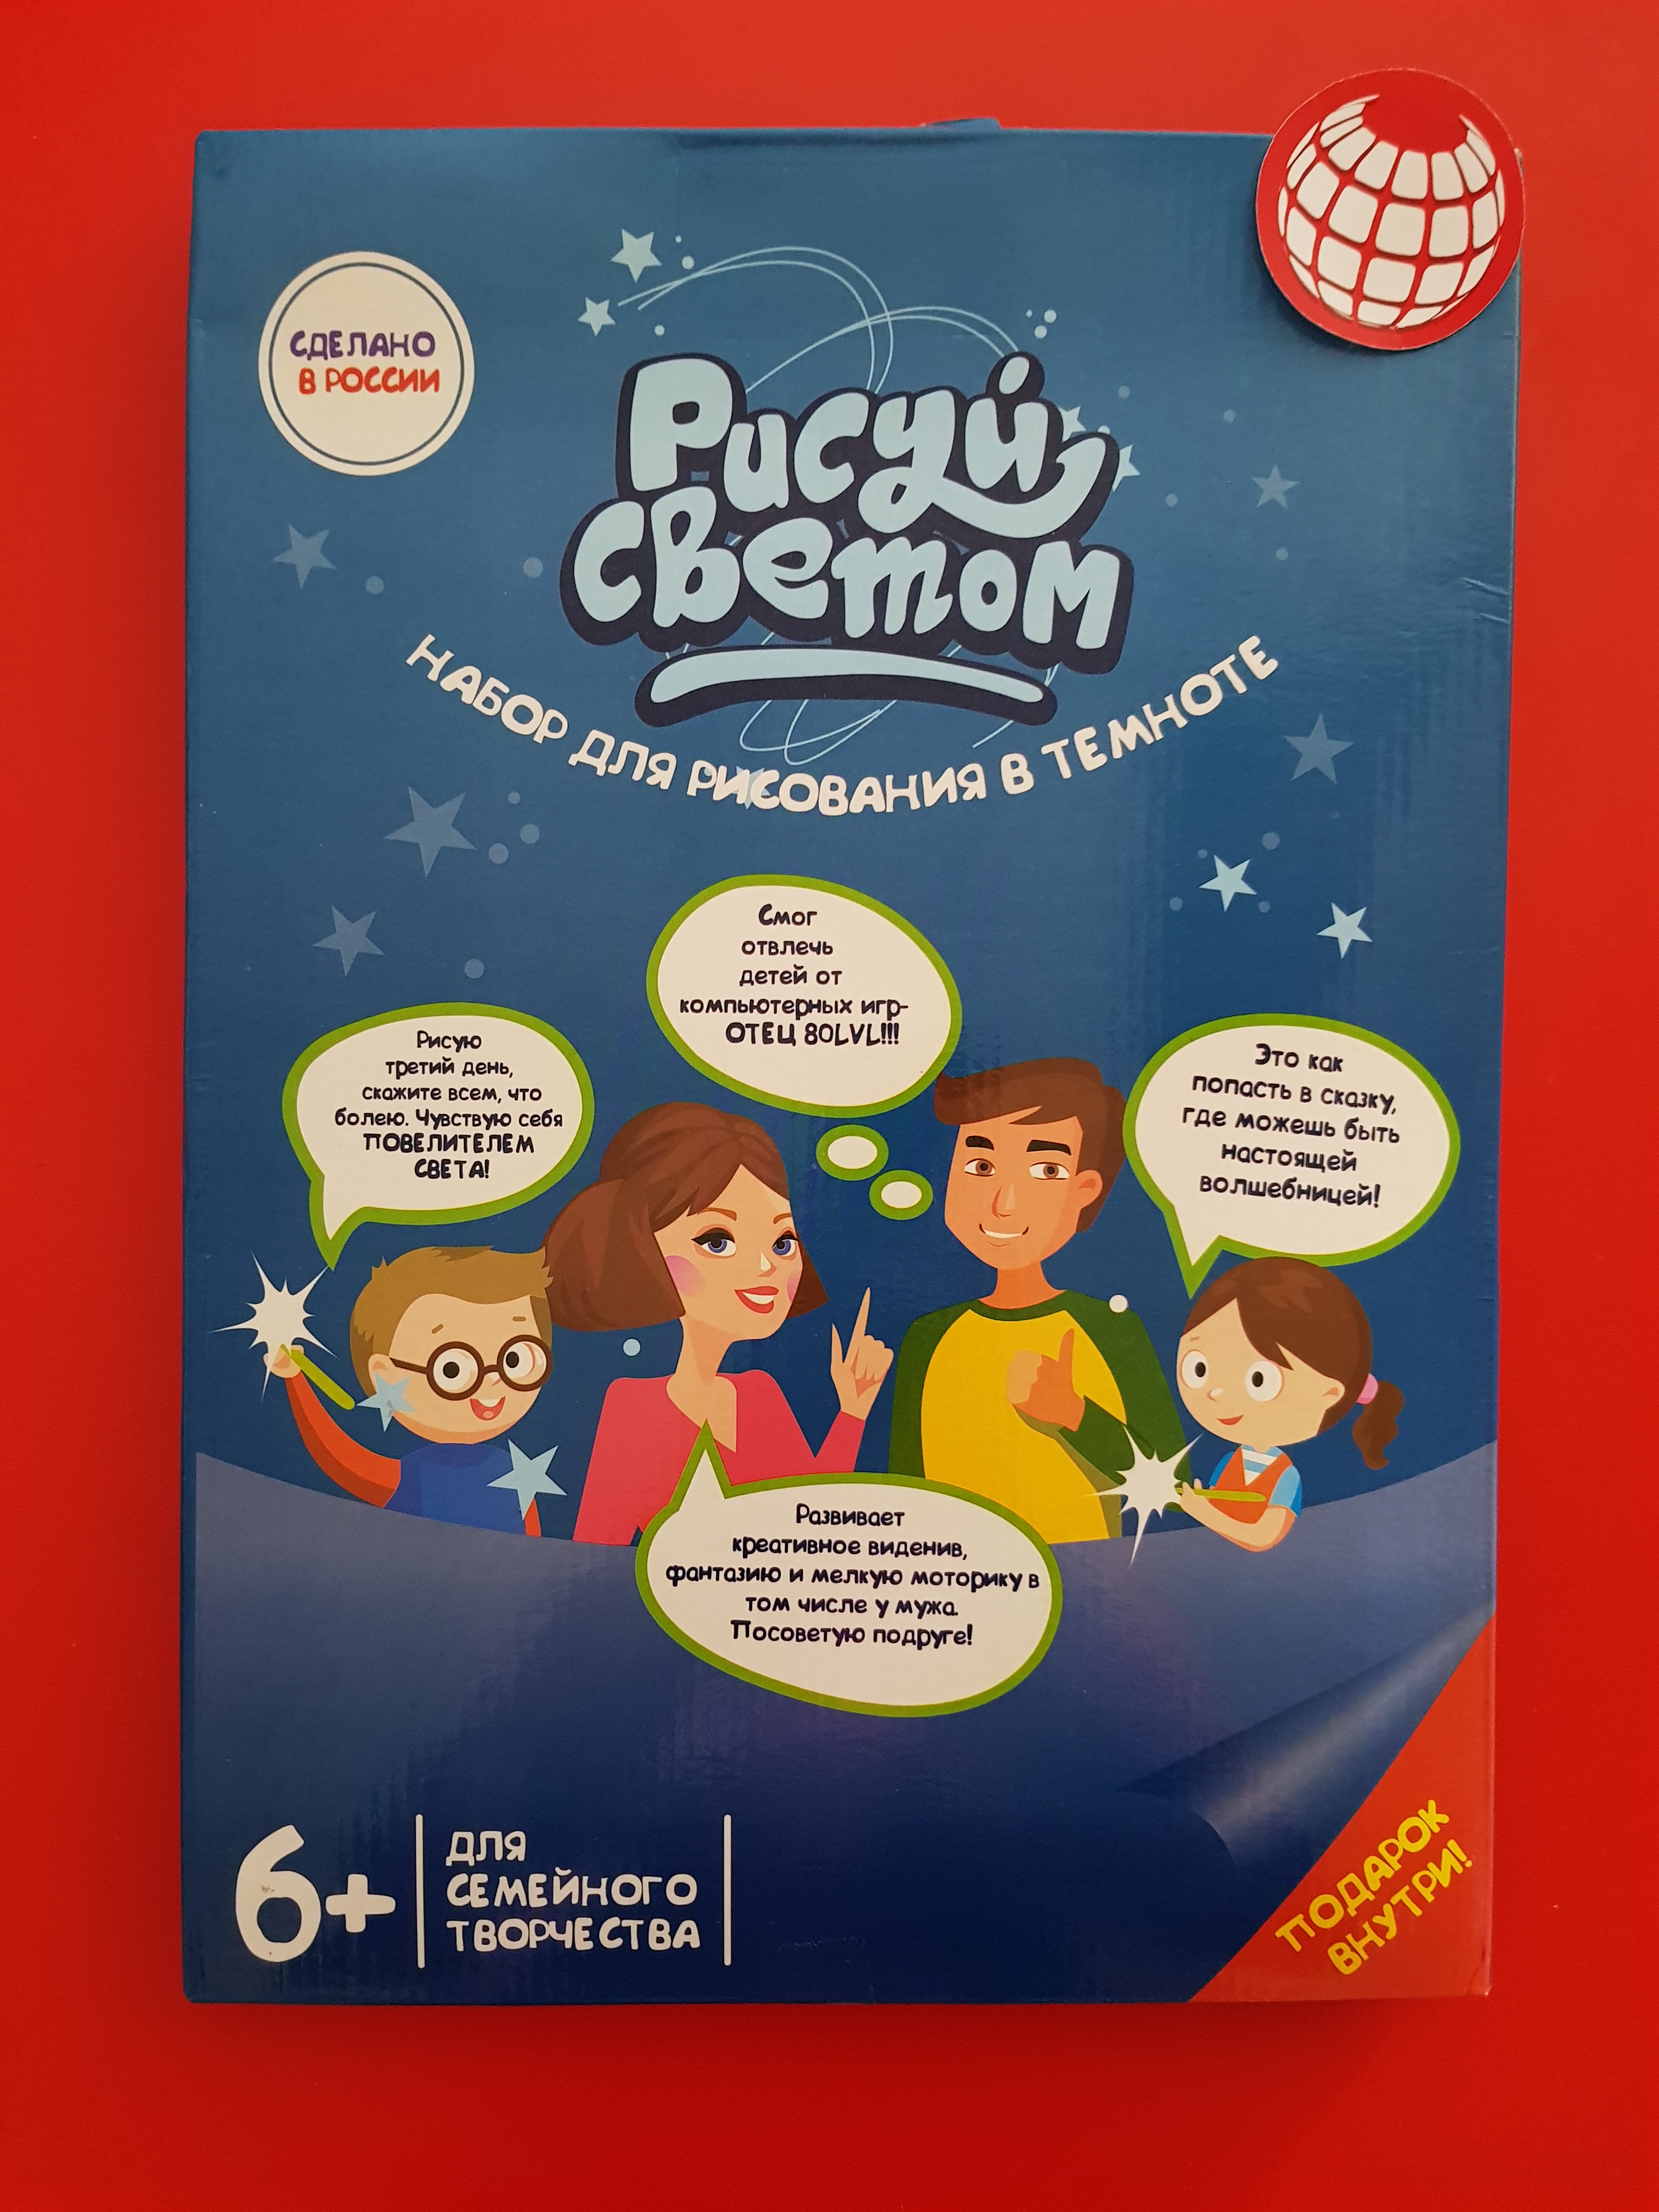 СДЕЛАНО
В РОССИИ
Рисуй
светом
НАБОР ДЛЯ РИСОВАНИЯ В ТЕМНОТЕ
Смог
отвлечь
детей от
компьютерных игр-
ОТЕЦ 80LVL!!!
Рисую
третий день,
скажите всем, что
болею. Чувствую себя
ПОВЕЛИТЕЛЕМ
СВЕТА!
Это как
попасть в сказку,
где можешь быть
настоящей
волшебницей!
Развивает
креативное виденив,
фантазию и мелкую моторику в
том числе у мужа.
Посоветую подруге!
6+
ДЛЯ
СЕМЕЙНОГО
ТВОРЧЕСТВА
ПОДАРОК
ВНУТРИ!